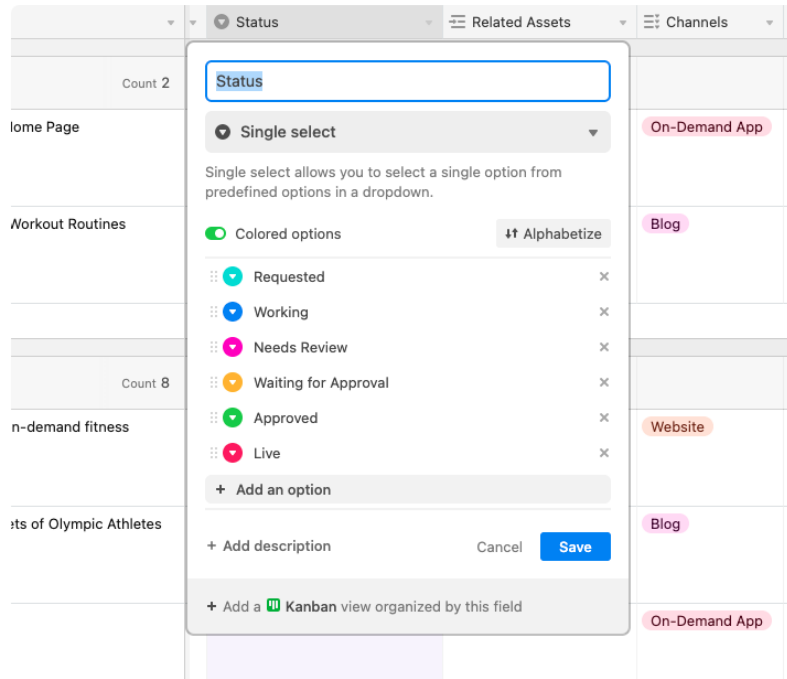 Status
Related Assets
Channels
Status
Count 2
Single select
Home Page
On-Demand App
Single select allows you to select a single option from
predefined options in a dropdown.
Workout Routines
Colored options
Alphabetize
Blog
Requested
Working
Needs Review
Count 8
Waiting for Approval
Approved
n-demand fitness
Website
Live
+ Add an option
ets of Olympic Athletes
Blog
+ Add description
Cancel
Save
+ Add a Kanban view organized by this field
On-Demand App